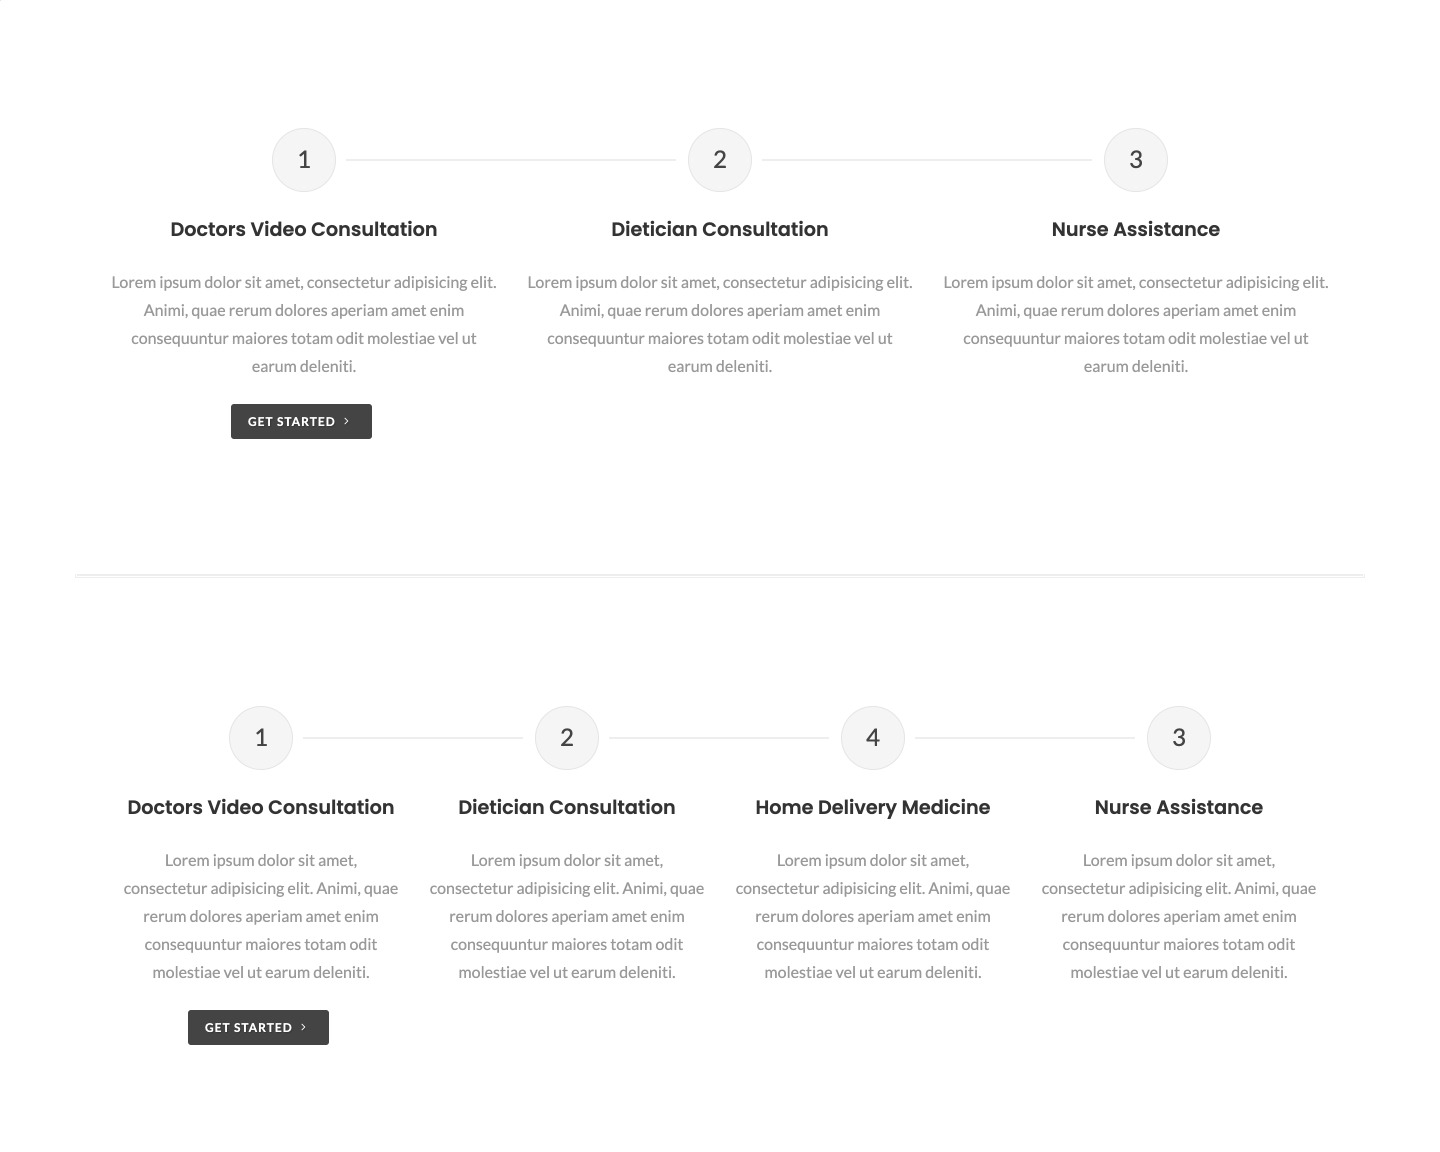 1
2
3
Doctors Video Consultation
Dietician Consultation
Nurse Assistance
Lorem ipsum dolor sit amet, consectetur adipisicing elit.
Animi, quae rerum dolores aperiam amet enim
consequuntur maiores totam odit molestiae vel ut
earum deleniti.
Lorem ipsum dolor sit amet, consectetur adipisicing elit.
Animi, quae rerum dolores aperiam amet enim
consequuntur maiores totam odit molestiae vel ut
earum deleniti.
Lorem ipsum dolor sit amet, consectetur adipisicing elit.
Animi, quae rerum dolores aperiam amet enim
consequuntur maiores totam odit molestiae vel ut
earum deleniti.
GET STARTED
1
2
4
3
Doctors Video Consultation
Dietician Consultation
Home Delivery Medicine
Nurse Assistance
Lorem ipsum dolor sit amet,
consectetur adipisicing elit. Animi, quae
rerum dolores aperiam amet enim
consequuntur maiores totam odit
molestiae vel ut earum deleniti.
Lorem ipsum dolor sit amet,
consectetur adipisicing elit. Animi, quae
rerum dolores aperiam amet enim
consequuntur maiores totam odit
molestiae vel ut earum deleniti.
Lorem ipsum dolor sit amet,
consectetur adipisicing elit. Animi, quae
rerum dolores aperiam amet enim
consequuntur maiores totam odit
molestiae vel ut earum deleniti.
Lorem ipsum dolor sit amet,
consectetur adipisicing elit. Animi, quae
rerum dolores aperiam amet enim
consequuntur maiores totam odit
molestiae vel ut earum deleniti.
GET STARTED